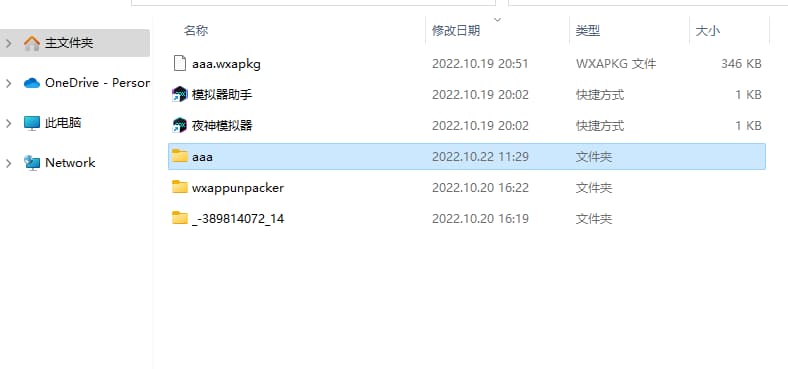 名称 修改日期 类型 大小
主文件夹
OneDrive - Person
此电脑
Network
aaa.wxapkg 2022.10.19 20:51 WXAPKG 文件 346 KB
模拟器助手 2022.10.19 20:02 快捷方式 1 KB
夜神模拟器 2022.10.19 20:02 快捷方式 1 KB
aaa 2022.10.22 11:29 文件夹
wxappunpacker 2022.10.20 16:22 文件夹
_-389814072_14 2022.10.20 16:19 文件夹